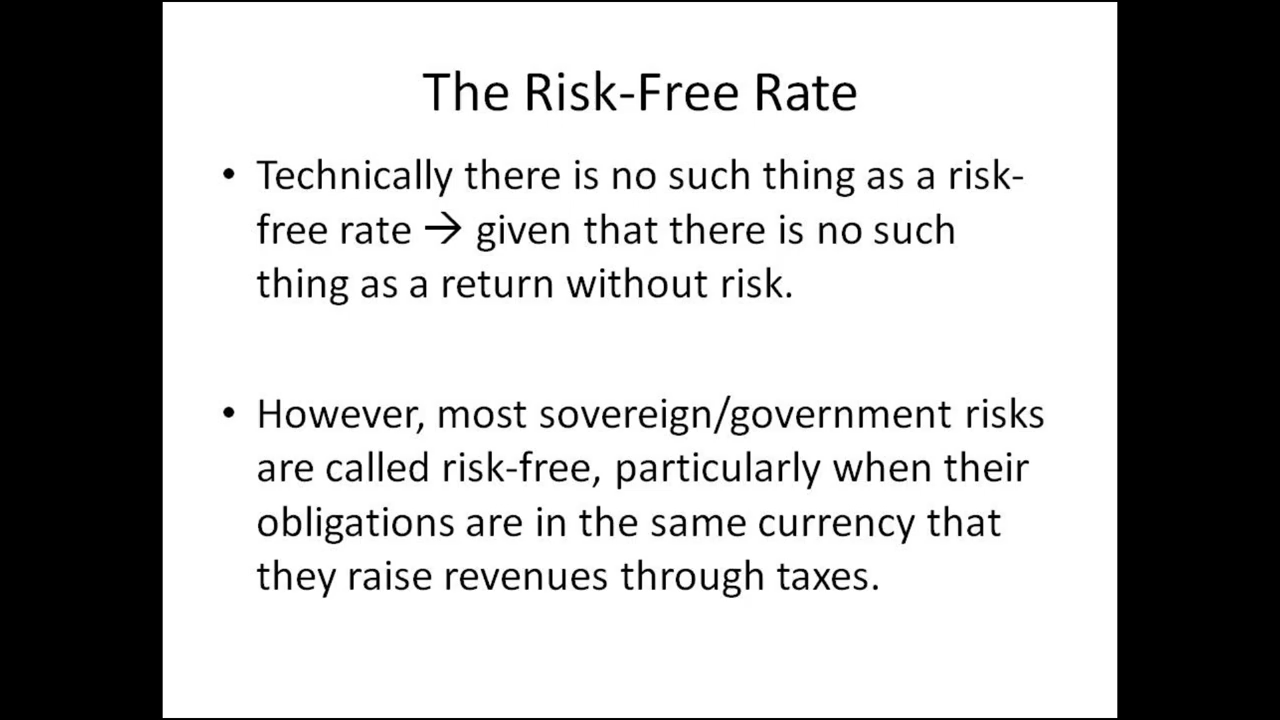 The Risk-Free Rate
• Technically there is no such thing as a risk-
free rate → given that there is no such
thing as a return without risk.
• However, most sovereign/government risks
are called risk-free, particularly when their
obligations are in the same currency that
they raise revenues through taxes.